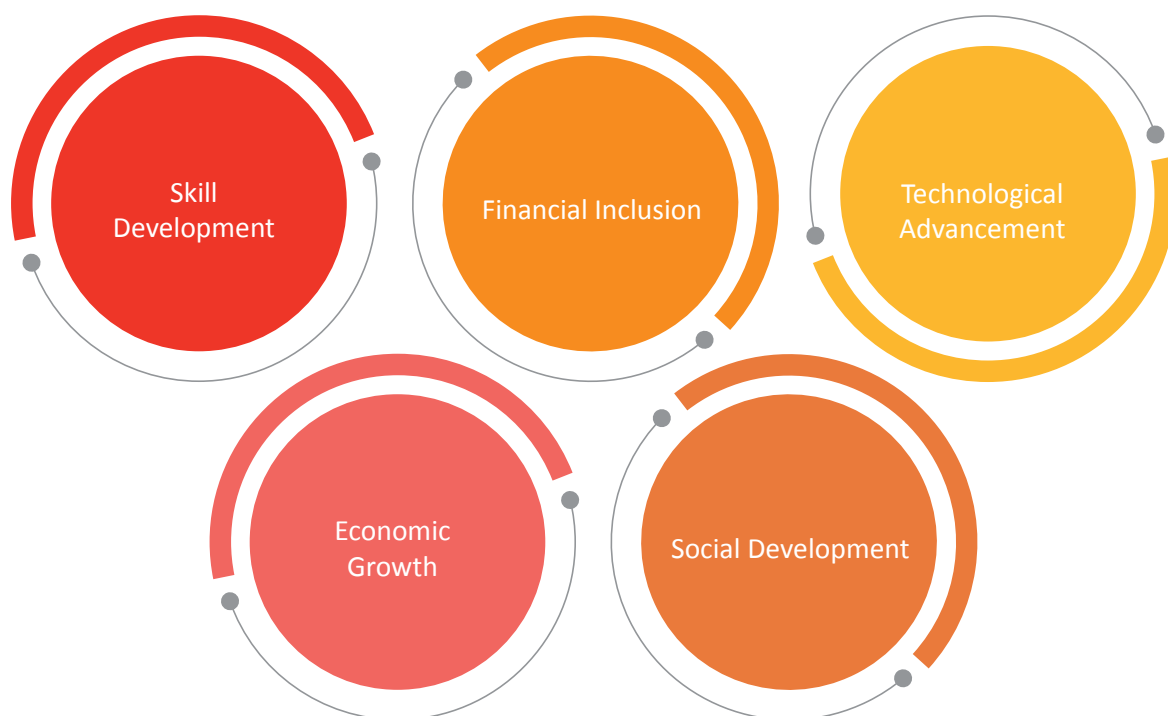 Skill
Development
Financial Inclusion
Technological
Advancement
Economic
Growth
Social Development